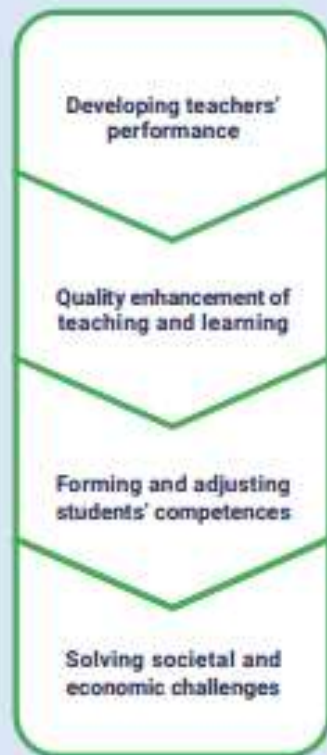 Developing teachers'
performance
Quality enhancement of
teaching and learning
Forming and adjusting
students' competences
Solving societal and
economic challenges